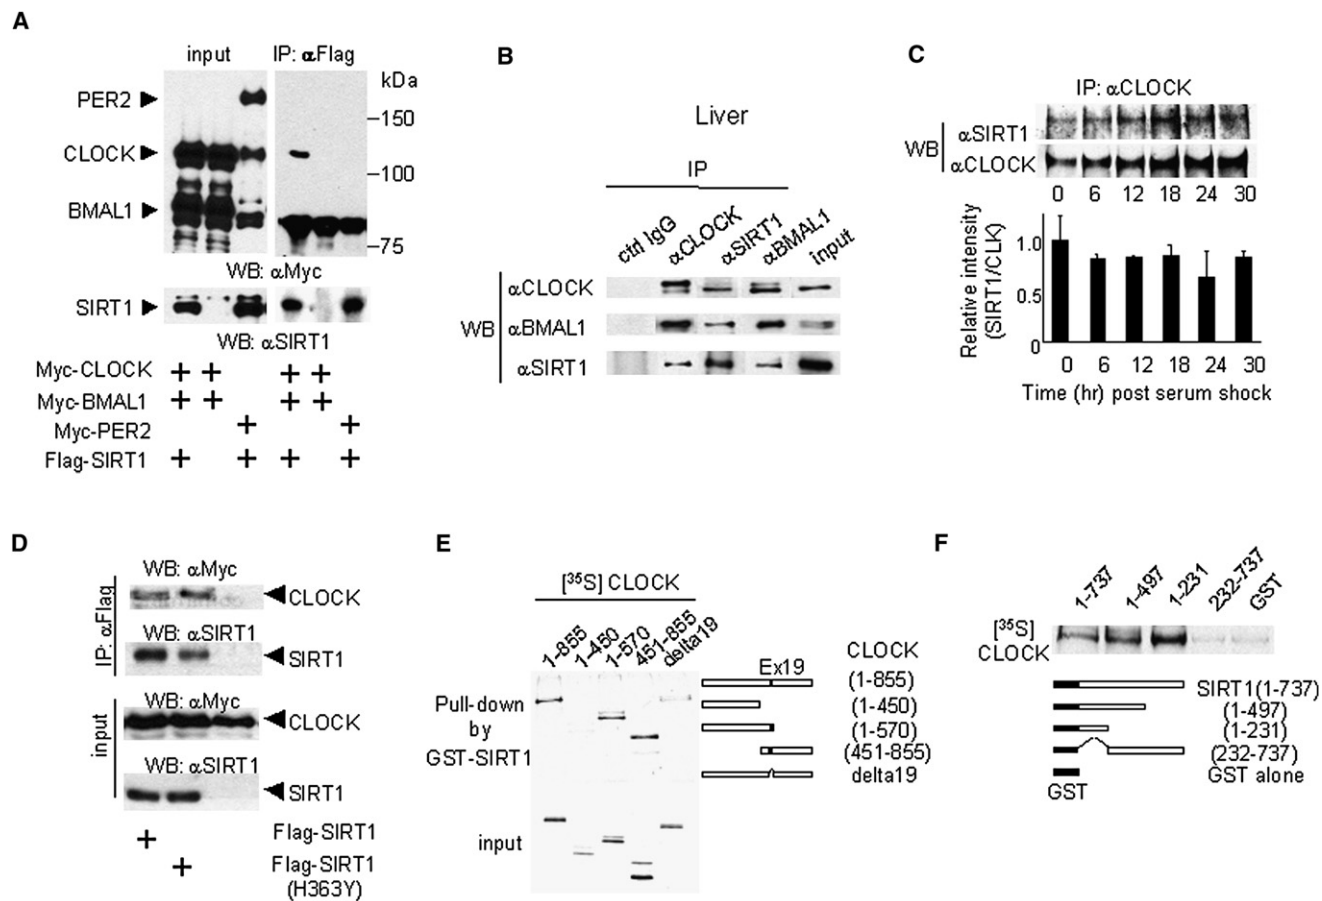 A
input IP: αFlag
kDa
PER2
–150
CLOCK
–100
BMAL1
–75
WB: αMyc
SIRT1
WB: αSIRT1
Myc-CLOCK + + + +
Myc-BMAL1 + + + +
Myc-PER2 + +
Flag-SIRT1 + + + +
B
Liver
IP
ctrl IgG αCLOCK αSIRT1 αBMAL1 input
WB
αCLOCK
αBMAL1
αSIRT1
C
IP: αCLOCK
WB
αSIRT1
αCLOCK
0 6 12 18 24 30
Relative intensity
(SIRT1/CLK)
1.0
0.5
0
0 6 12 18 24 30
Time (hr) post serum shock
D
IP: αFlag
WB: αMyc
CLOCK
WB: αSIRT1
SIRT1
input
WB: αMyc
CLOCK
WB: αSIRT1
SIRT1
+ Flag-SIRT1
+ Flag-SIRT1
(H363Y)
E
[³⁵S] CLOCK
1-855 1-450 1-570 451-855 delta19
Pull-down
by
GST-SIRT1
input
Ex19
CLOCK
(1-855)
(1-450)
(1-570)
(451-855)
delta19
F
1-737 1-497 1-231 232-737 GST
[³⁵S]
CLOCK
SIRT1(1-737)
(1-497)
(1-231)
(232-737)
GST alone
GST